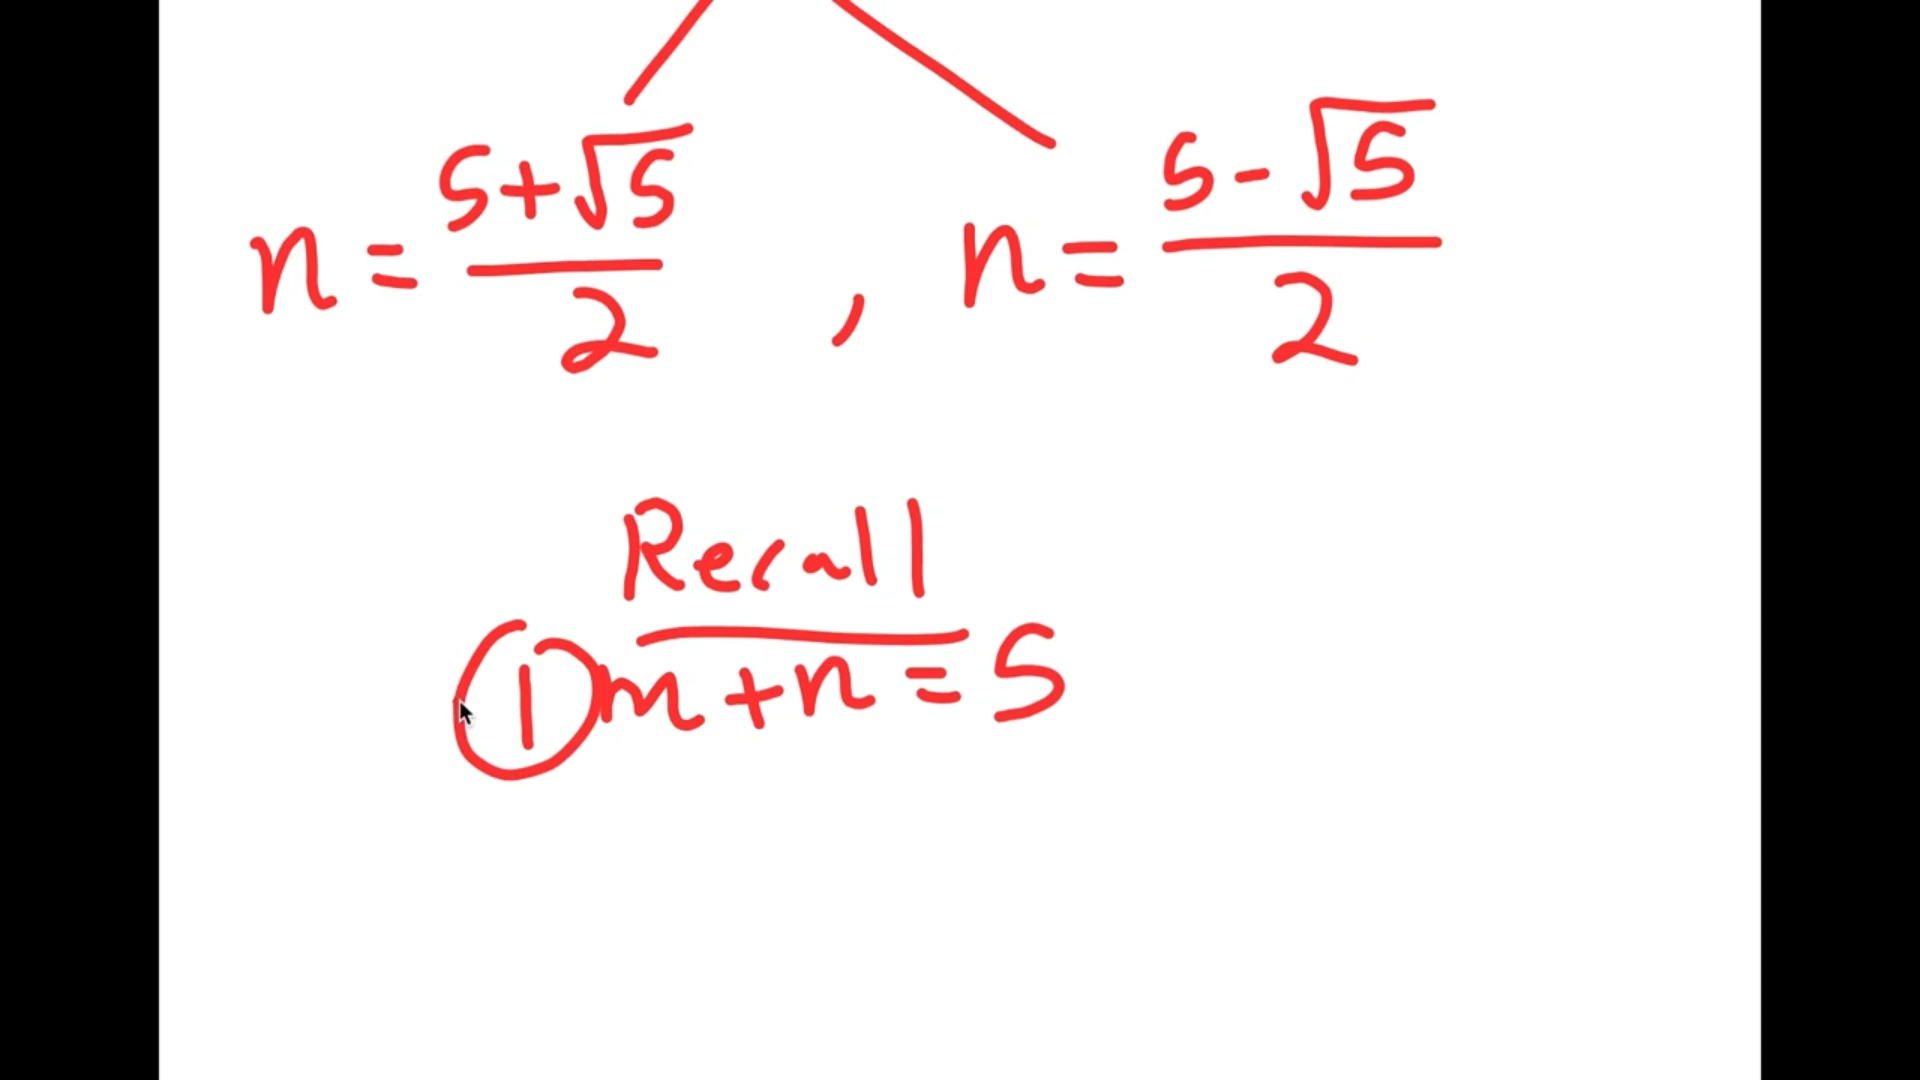 n = (5+√5)/2 , n = (5-√5)/2
Recall
① m + n = 5